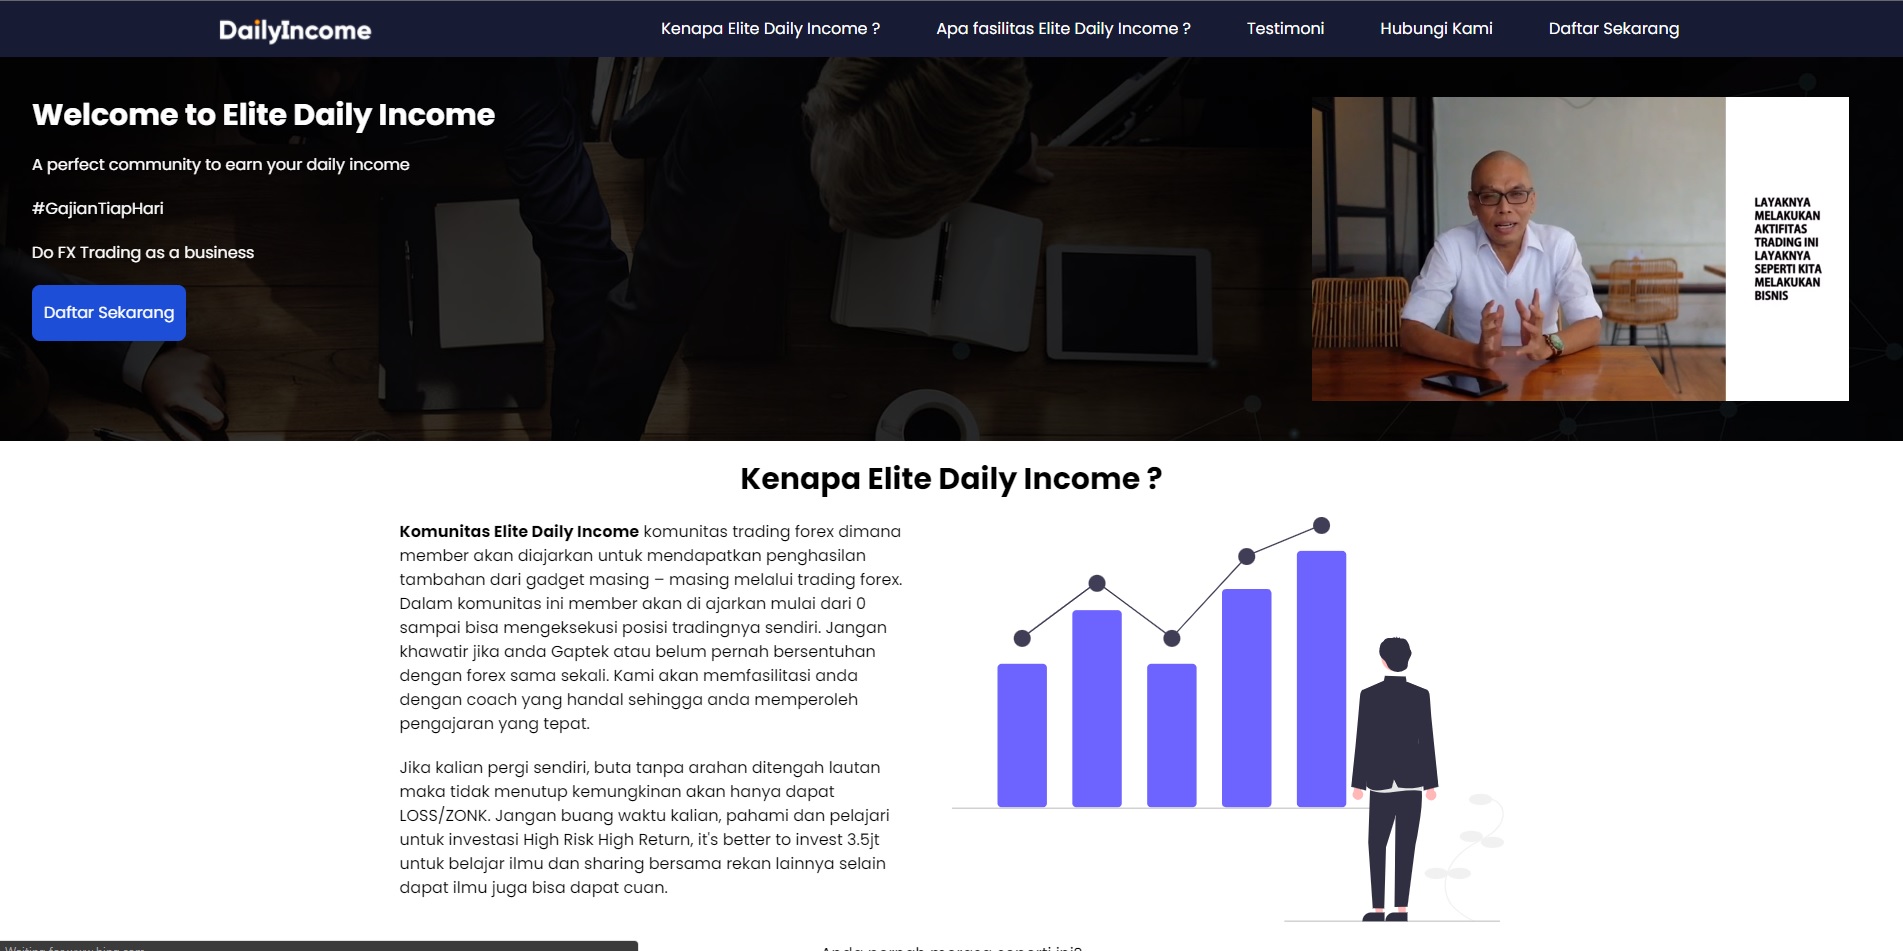 DailyIncome
Kenapa Elite Daily Income ?
Apa fasilitas Elite Daily Income ?
Testimoni
Hubungi Kami
Daftar Sekarang
Welcome to Elite Daily Income
A perfect community to earn your daily income
#GajianTiapHari
Do FX Trading as a business
Daftar Sekarang
LAYAKNYA
MELAKUKAN
AKTIFITAS
TRADING INI
LAYAKNYA
SEPERTI KITA
MELAKUKAN
BISNIS
Kenapa Elite Daily Income ?
Komunitas Elite Daily Income komunitas trading forex dimana
member akan diajarkan untuk mendapatkan penghasilan
tambahan dari gadget masing – masing melalui trading forex.
Dalam komunitas ini member akan di ajarkan mulai dari 0
sampai bisa mengeksekusi posisi tradingnya sendiri. Jangan
khawatir jika anda Gaptek atau belum pernah bersentuhan
dengan forex sama sekali. Kami akan memfasilitasi anda
dengan coach yang handal sehingga anda memperoleh
pengajaran yang tepat.
Jika kalian pergi sendiri, buta tanpa arahan ditengah lautan
maka tidak menutup kemungkinan akan hanya dapat
LOSS/ZONK. Jangan buang waktu kalian, pahami dan pelajari
untuk investasi High Risk High Return, it's better to invest 3.5jt
untuk belajar ilmu dan sharing bersama rekan lainnya selain
dapat ilmu juga bisa dapat cuan.